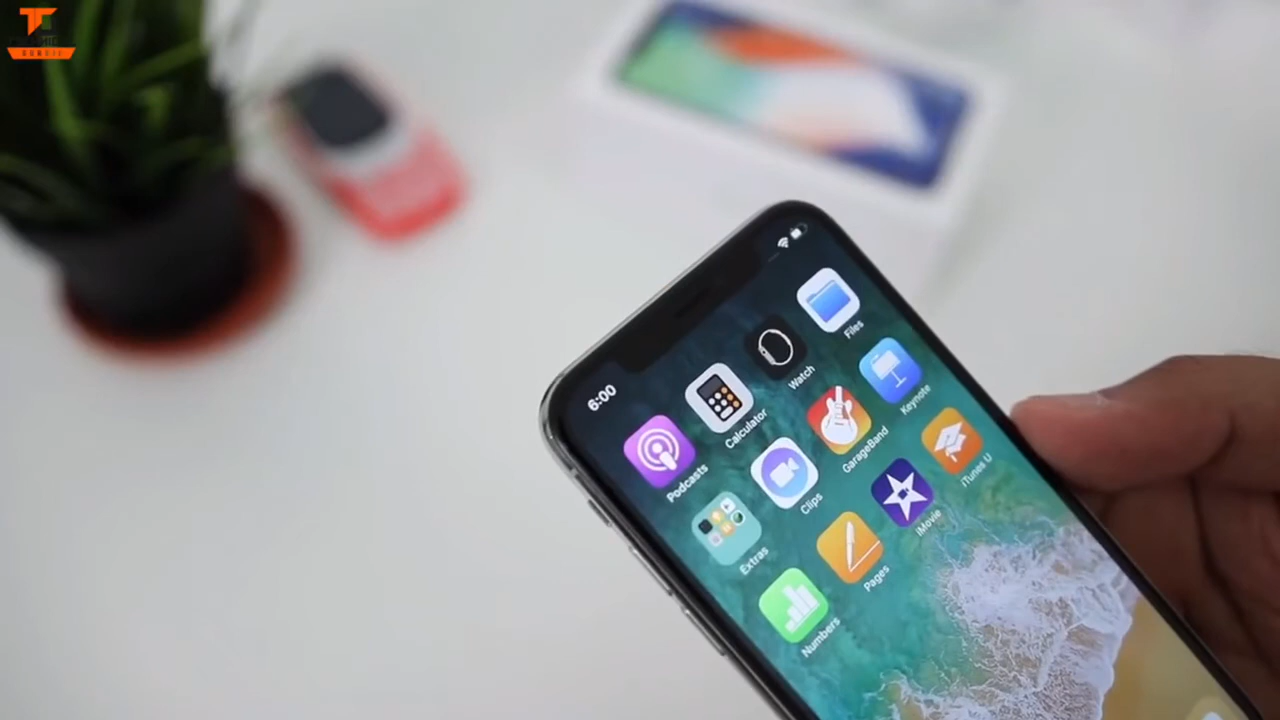 6:00
Podcasts
Calculator
Watch
Files
Extras
Clips
GarageBand
Keynote
Numbers
Pages
iMovie
iTunes U